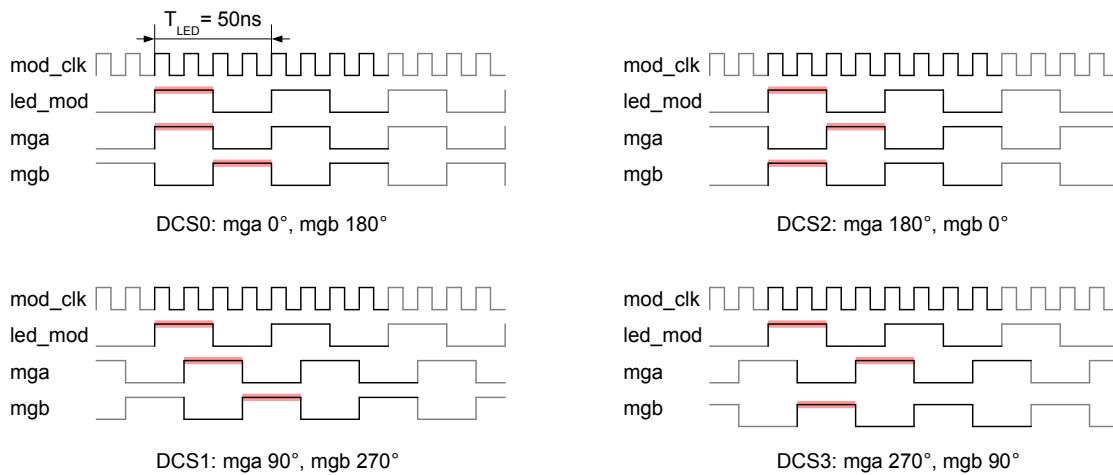 T_LED = 50ns
mod_clk
led_mod
mga
mgb
DCS0: mga 0°, mgb 180°
mod_clk
led_mod
mga
mgb
DCS2: mga 180°, mgb 0°
mod_clk
led_mod
mga
mgb
DCS1: mga 90°, mgb 270°
mod_clk
led_mod
mga
mgb
DCS3: mga 270°, mgb 90°